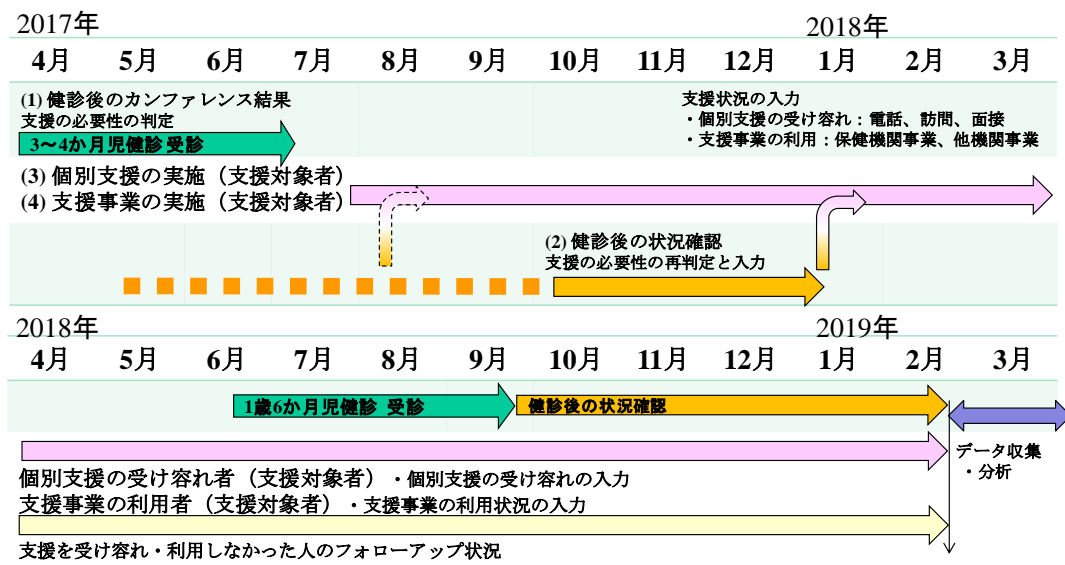 2017年 2018年
4月 5月 6月 7月 8月 9月 10月 11月 12月 1月 2月 3月
(1) 健診後のカンファレンス結果
支援の必要性の判定
3〜4か月児健診 受診
支援状況の入力
・個別支援の受け容れ：電話、訪問、面接
・支援事業の利用：保健機関事業、他機関事業
(3) 個別支援の実施（支援対象者）
(4) 支援事業の実施（支援対象者）
(2) 健診後の状況確認
支援の必要性の再判定と入力
2018年 2019年
4月 5月 6月 7月 8月 9月 10月 11月 12月 1月 2月 3月
1歳6か月児健診 受診
健診後の状況確認
データ収集
・分析
個別支援の受け容れ者（支援対象者）・個別支援の受け容れの入力
支援事業の利用者（支援対象者）・支援事業の利用状況の入力
支援を受け容れ・利用しなかった人のフォローアップ状況